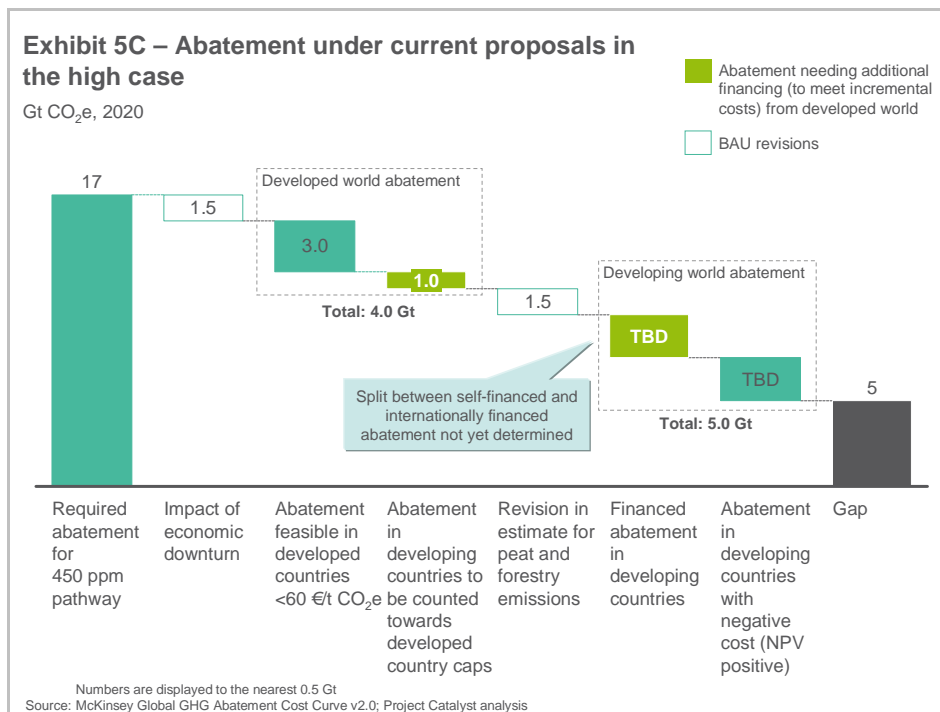 Exhibit 5C – Abatement under current proposals in
the high case
Gt CO₂e, 2020
Abatement needing additional
financing (to meet incremental
costs) from developed world
BAU revisions
17
1.5
Developed world abatement
3.0
1.0
Total: 4.0 Gt
1.5
Developing world abatement
TBD
TBD
Total: 5.0 Gt
5
Split between self-financed and
internationally financed
abatement not yet determined
Required
abatement
for
450 ppm
pathway
Impact of
economic
downturn
Abatement
feasible in
developed
countries
<60 €/t CO₂e
Abatement
in
developing
countries to
be counted
towards
developed
country caps
Revision in
estimate for
peat and
forestry
emissions
Financed
abatement
in
developing
countries
Abatement
in
developing
countries
with
negative
cost (NPV
positive)
Gap
Numbers are displayed to the nearest 0.5 Gt
Source: McKinsey Global GHG Abatement Cost Curve v2.0; Project Catalyst analysis